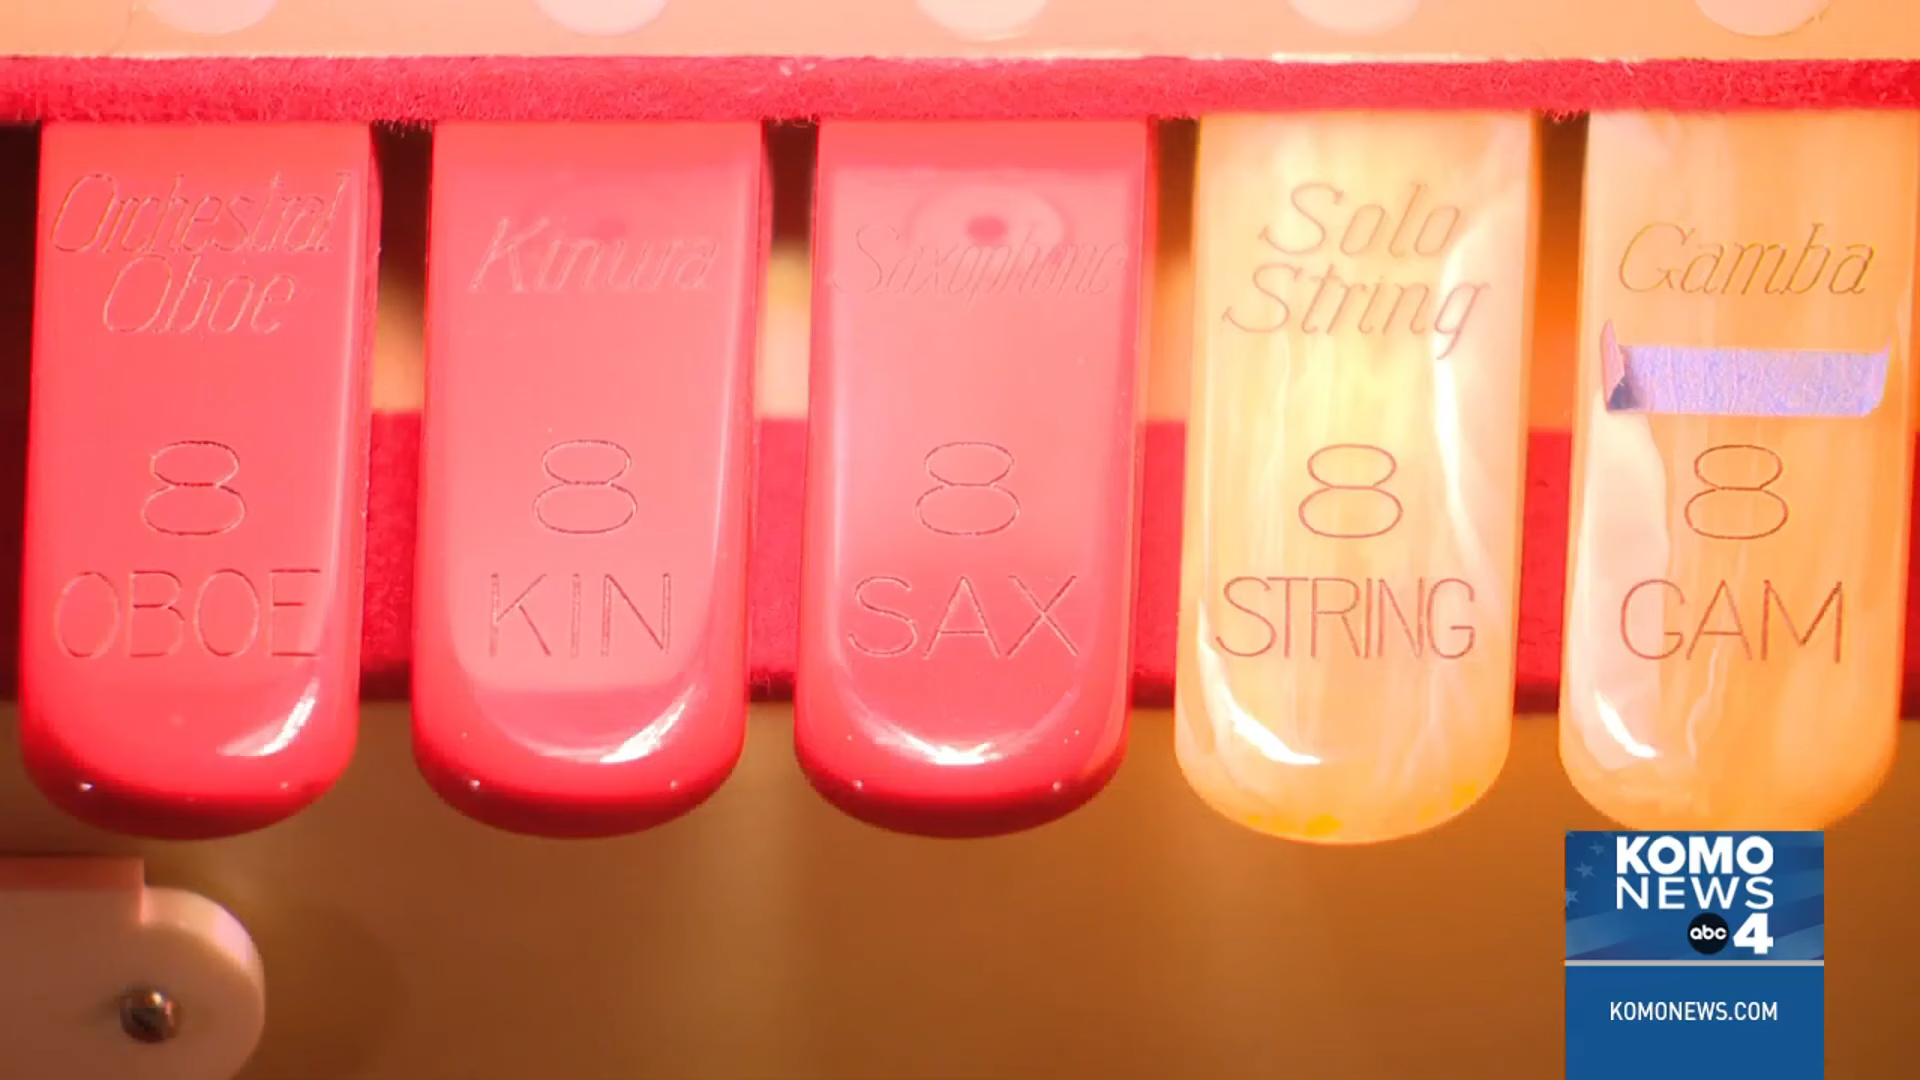 Orchestral
Oboe
8
OBOE
Kinura
8
KIN
Saxophone
8
SAX
Solo
String
8
STRING
Gamba
8
GAM
KOMO
NEWS
abc 4
KOMONEWS.COM